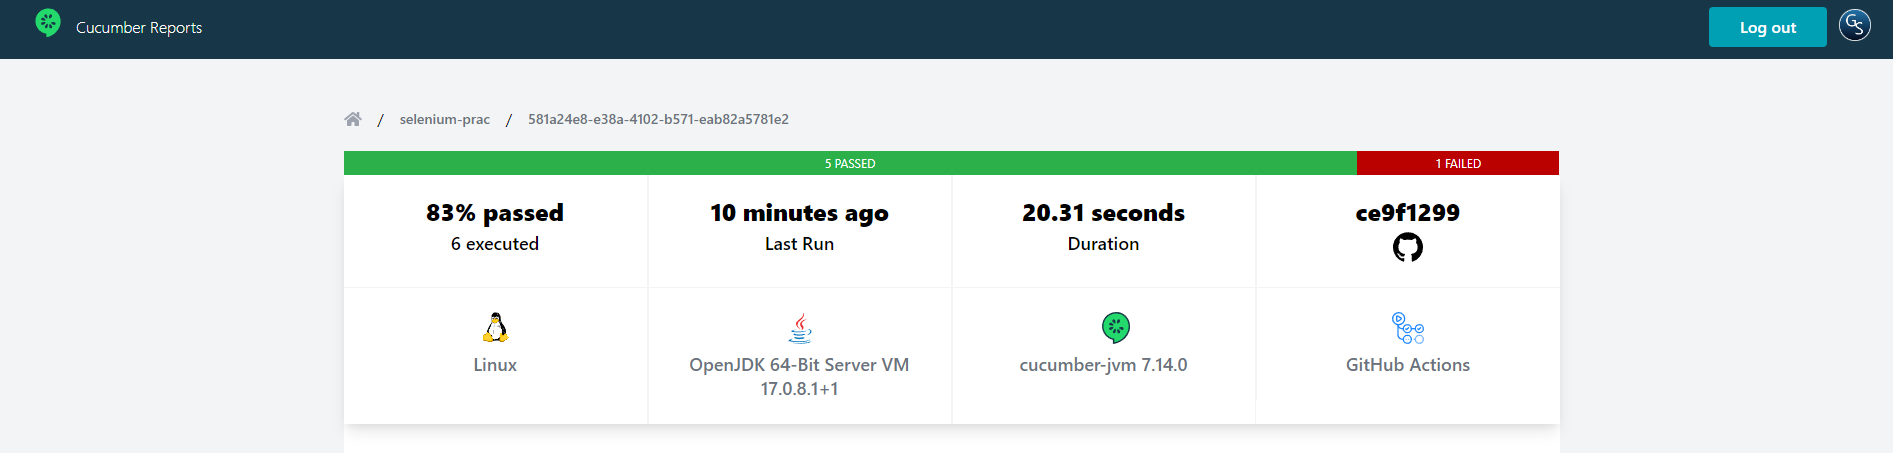 Cucumber Reports
Log out
GS
/ selenium-prac / 581a24e8-e38a-4102-b571-eab82a5781e2
5 PASSED
1 FAILED
83% passed
6 executed
10 minutes ago
Last Run
20.31 seconds
Duration
ce9f1299
Linux
OpenJDK 64-Bit Server VM
17.0.8.1+1
cucumber-jvm 7.14.0
GitHub Actions